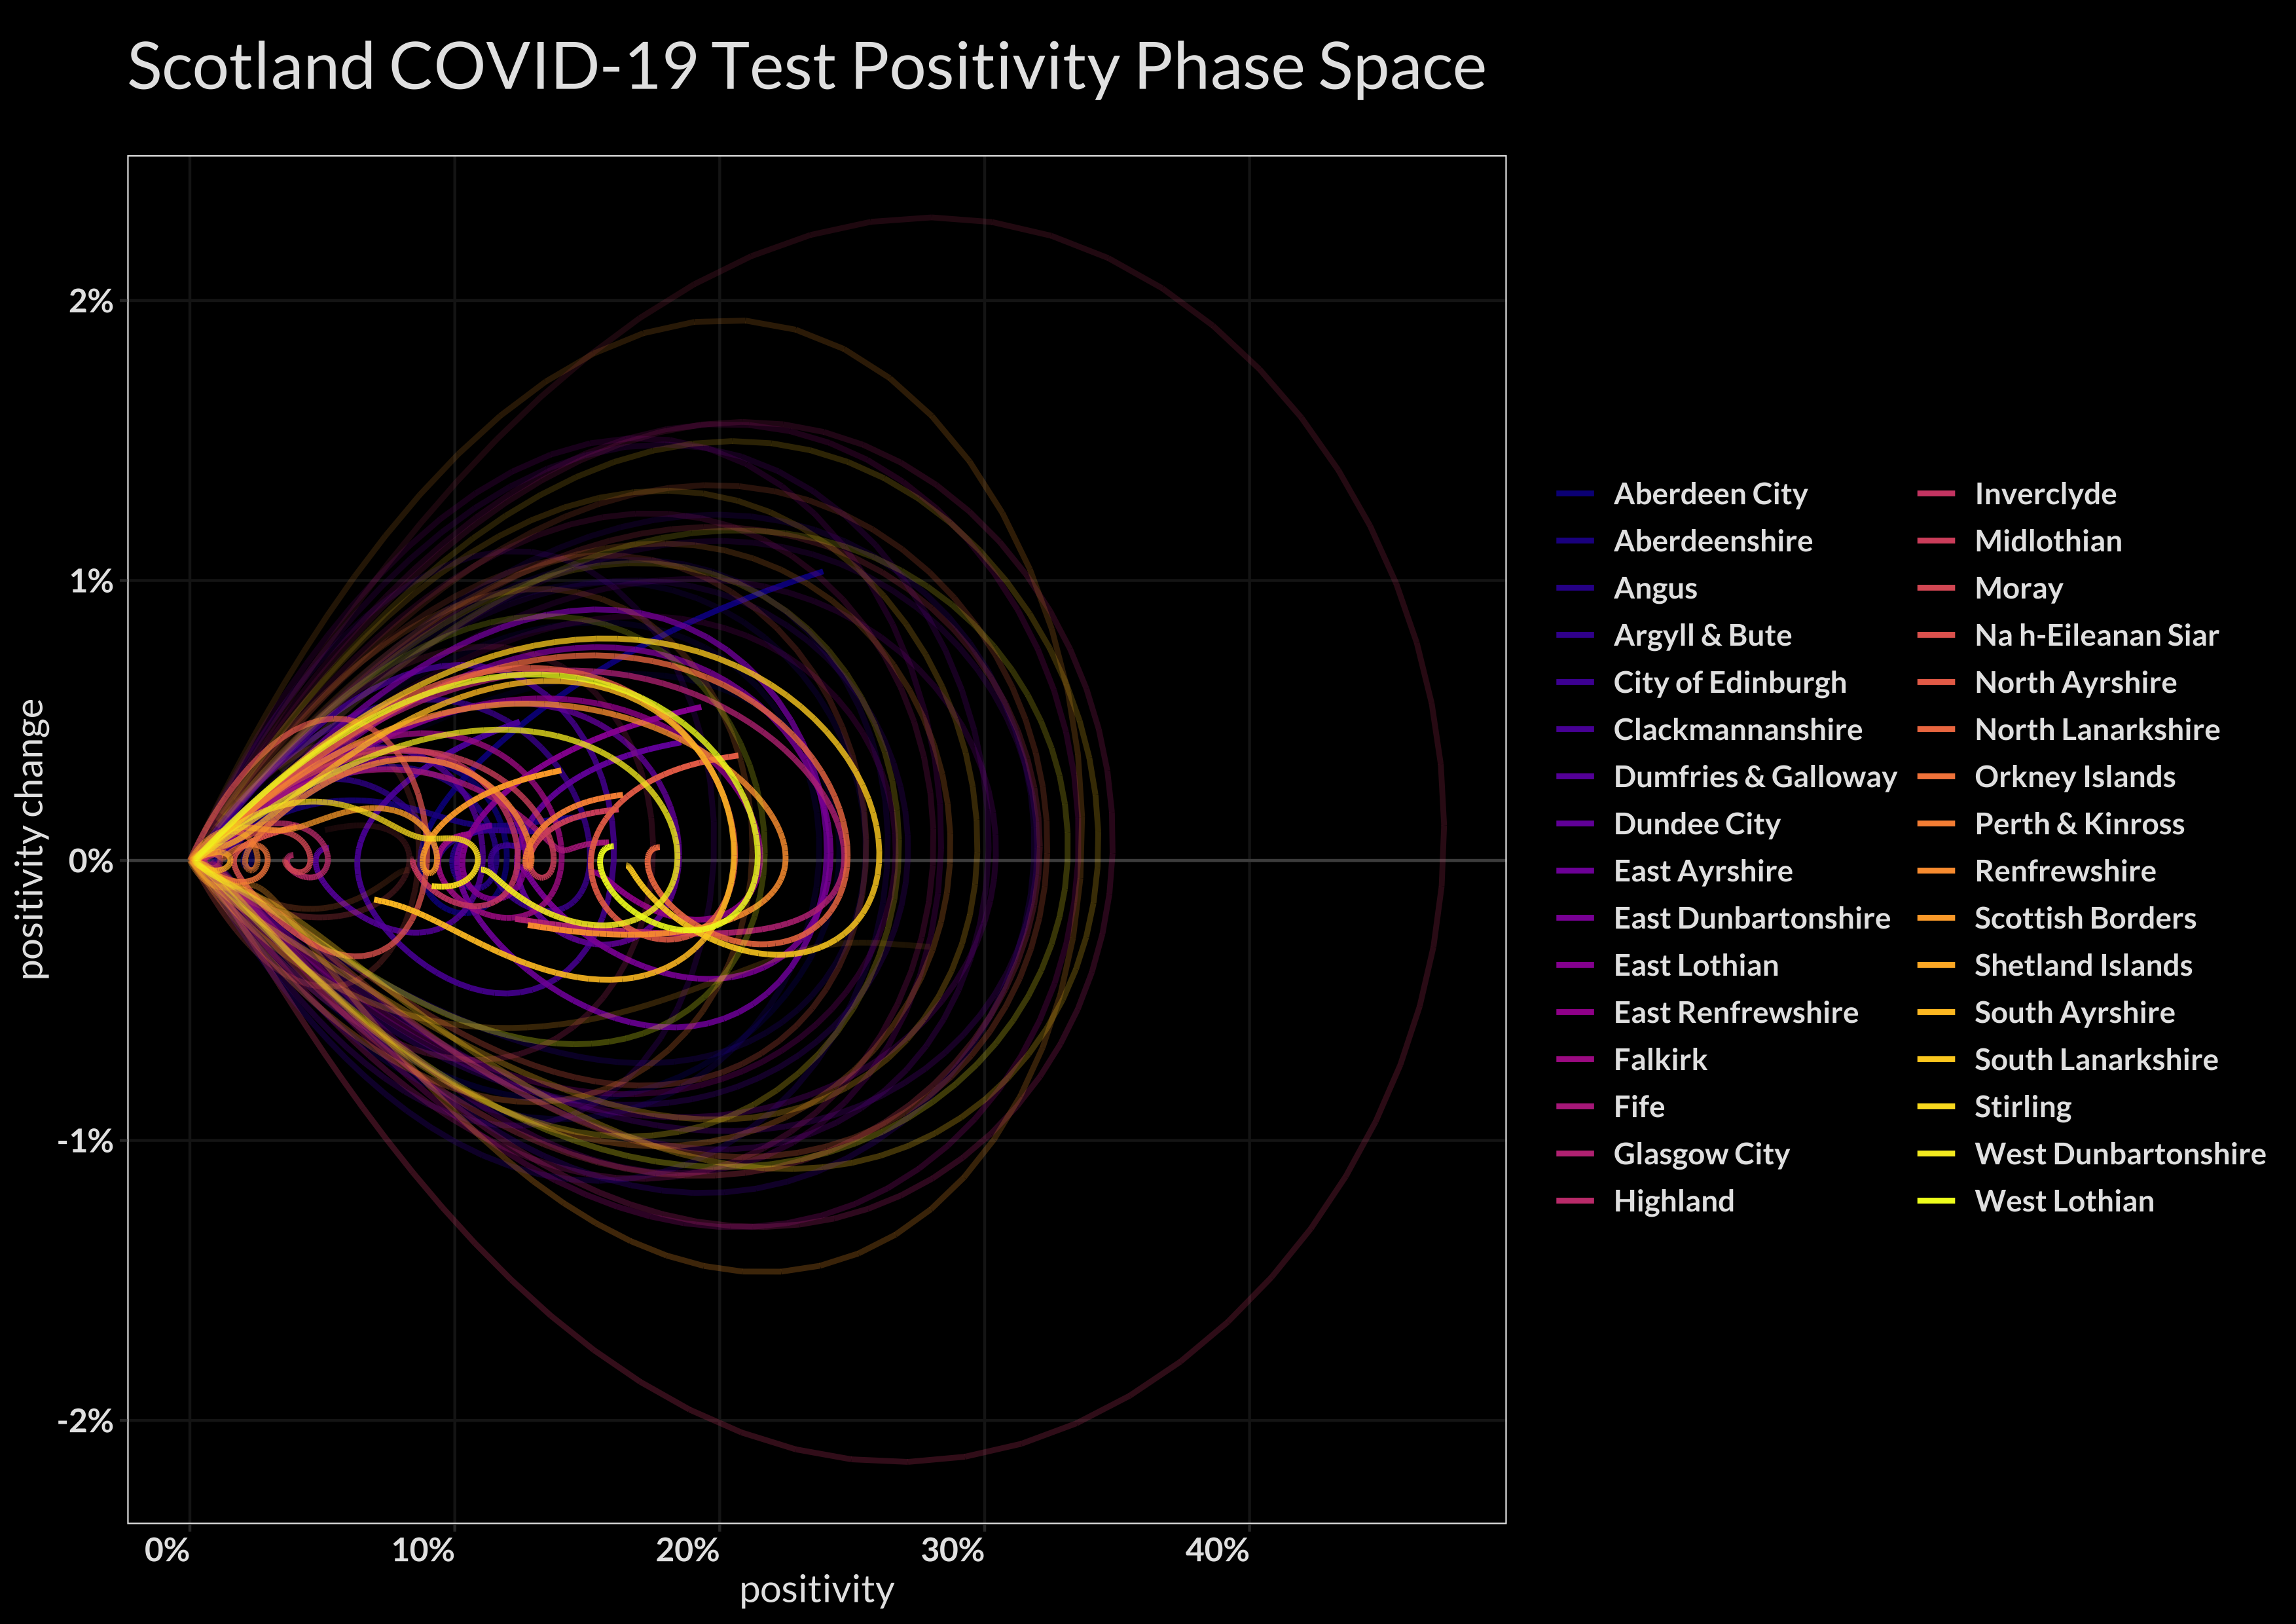 Scotland COVID-19 Test Positivity Phase Space
positivity change
2%
1%
0%
-1%
-2%
0%
10%
20%
30%
40%
positivity
Aberdeen City
Aberdeenshire
Angus
Argyll & Bute
City of Edinburgh
Clackmannanshire
Dumfries & Galloway
Dundee City
East Ayrshire
East Dunbartonshire
East Lothian
East Renfrewshire
Falkirk
Fife
Glasgow City
Highland
Inverclyde
Midlothian
Moray
Na h-Eileanan Siar
North Ayrshire
North Lanarkshire
Orkney Islands
Perth & Kinross
Renfrewshire
Scottish Borders
Shetland Islands
South Ayrshire
South Lanarkshire
Stirling
West Dunbartonshire
West Lothian